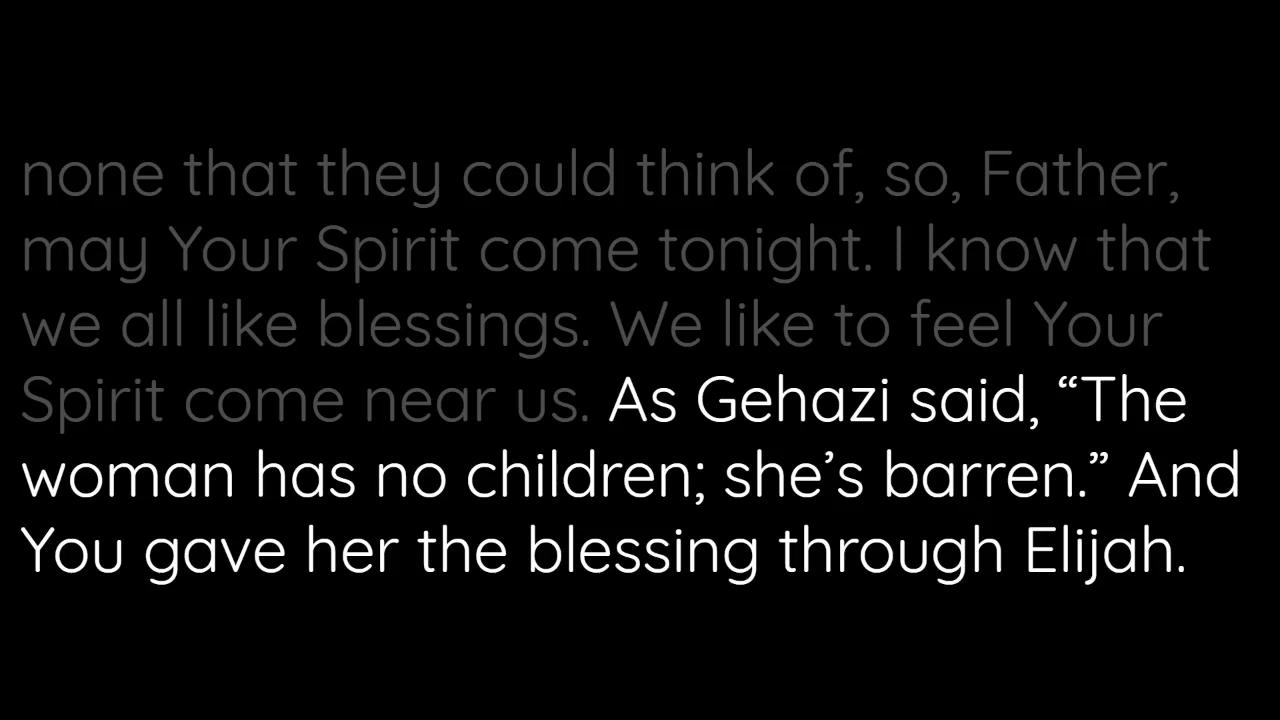 none that they could think of, so, Father,
may Your Spirit come tonight. I know that
we all like blessings. We like to feel Your
Spirit come near us. As Gehazi said, “The
woman has no children; she’s barren.” And
You gave her the blessing through Elijah.